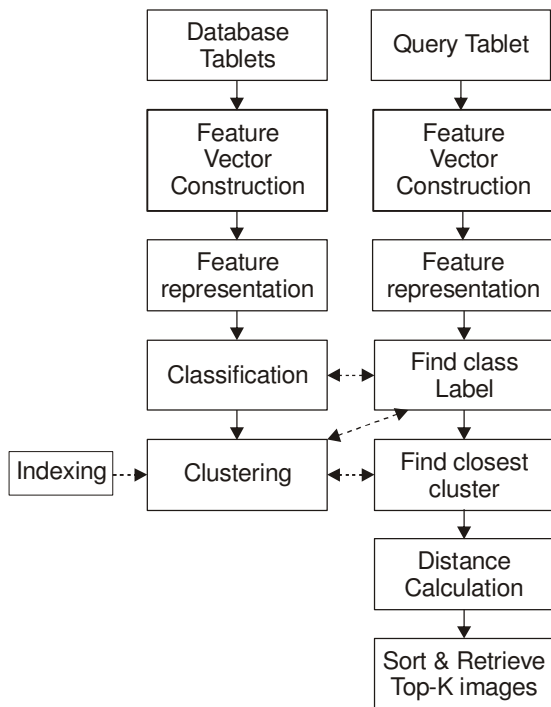 Database
Tablets
Query Tablet
Feature
Vector
Construction
Feature
Vector
Construction
Feature
representation
Feature
representation
Classification
Find class
Label
Indexing
Clustering
Find closest
cluster
Distance
Calculation
Sort & Retrieve
Top-K images